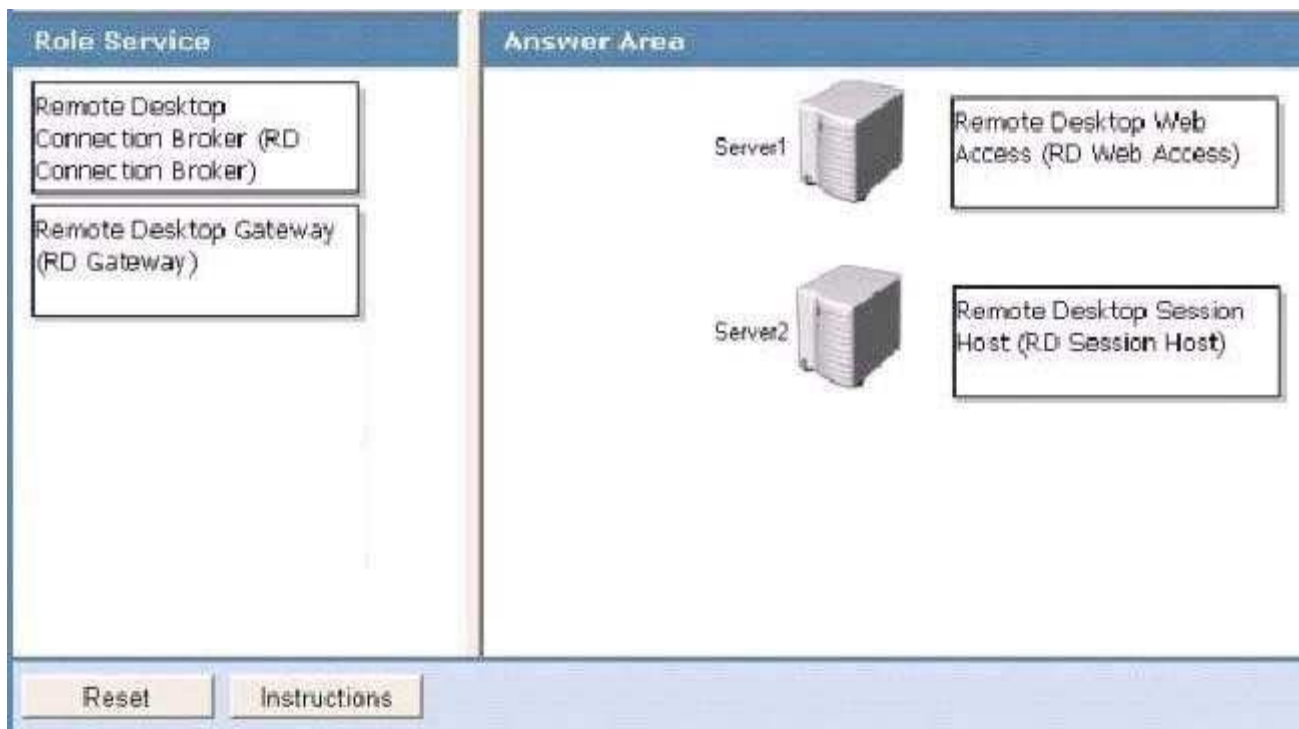 Role Service
Remote Desktop
Connection Broker (RD
Connection Broker)
Remote Desktop Gateway
(RD Gateway)
Answer Area
Server1
Remote Desktop Web
Access (RD Web Access)
Server2
Remote Desktop Session
Host (RD Session Host)
Reset
Instructions